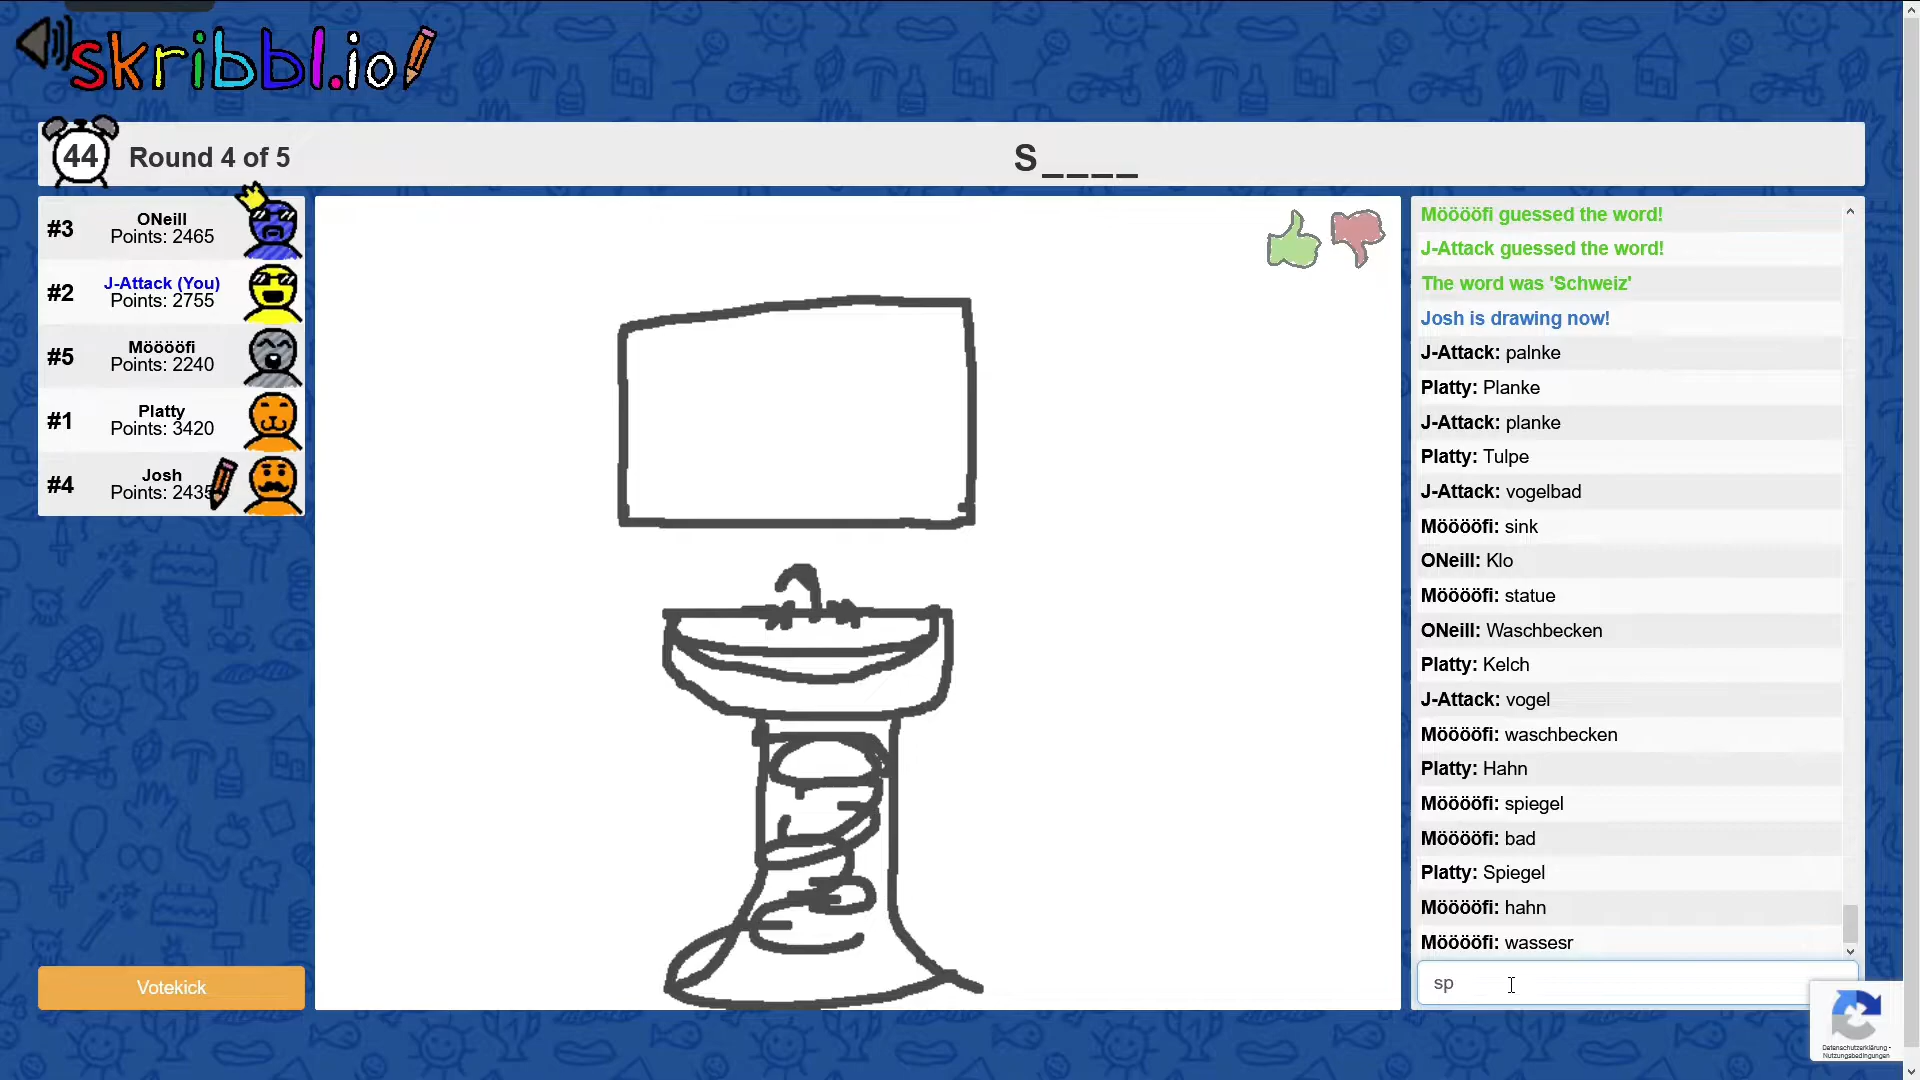 skribbl.io
44
Round 4 of 5
S____
#3
ONeill
Points: 2465
#2
J-Attack (You)
Points: 2755
#5
Mööööfi
Points: 2240
#1
Platty
Points: 3420
#4
Josh
Points: 2435
Votekick
Mööööfi guessed the word!
J-Attack guessed the word!
The word was 'Schweiz'
Josh is drawing now!
J-Attack: palnke
Platty: Planke
J-Attack: planke
Platty: Tulpe
J-Attack: vogelbad
Mööööfi: sink
ONeill: Klo
Mööööfi: statue
ONeill: Waschbecken
Platty: Kelch
J-Attack: vogel
Mööööfi: waschbecken
Platty: Hahn
Mööööfi: spiegel
Mööööfi: bad
Platty: Spiegel
Mööööfi: hahn
Mööööfi: wassesr
sp
Datenschutzerklärung -
Nutzungsbedingungen